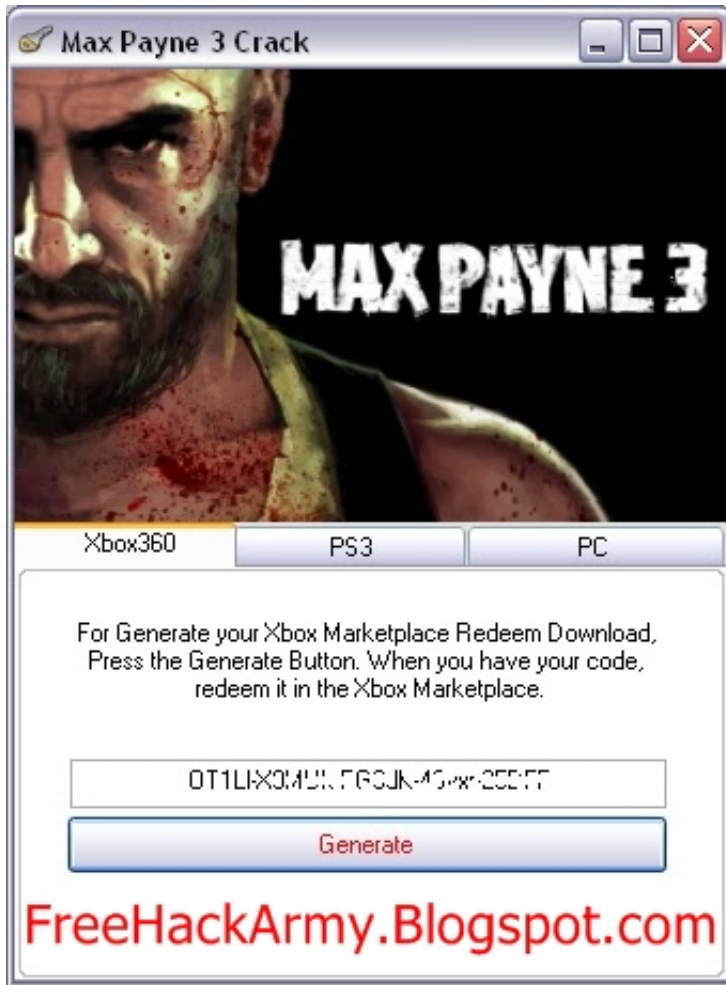 Max Payne 3 Crack
MAX PAYNE 3
Xbox360 PS3 PC
For Generate your Xbox Marketplace Redeem Download,
Press the Generate Button. When you have your code,
redeem it in the Xbox Marketplace.
Generate
FreeHackArmy.Blogspot.com